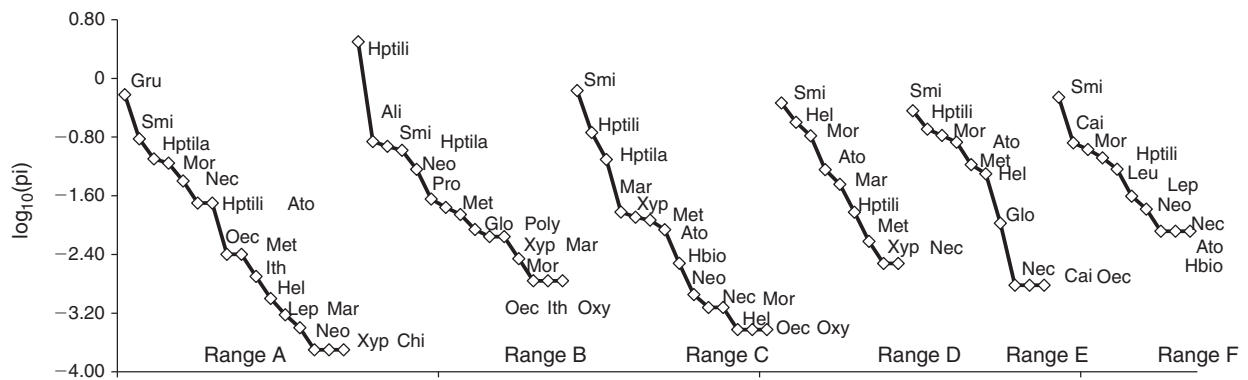 0.80
0
−0.80
−1.60
−2.40
−3.20
−4.00
log10(pi)
Gru
Smi
Hptila
Mor
Nec
Hptili Ato
Oec
Met
Ith
Hel
Lep Mar
Neo
Xyp Chi
Range A
Hptili
Ali
Smi
Hptila
Neo
Pro
Met
Glo Poly
Xyp Mar
Mor
Oec Ith Oxy
Range B
Smi
Hptili
Hptila
Mar
Xyp
Met
Ato
Hbio
Neo
Nec Mor
Hel
Oec Oxy
Range C
Smi
Hel
Mor
Ato
Mar
Hptili
Met
Xyp Nec
Range D
Smi
Hptili
Mor
Ato
Met
Hel
Glo
Nec
Cai Oec
Range E
Smi
Cai
Mor
Hptili
Leu
Lep
Neo
Nec
Ato
Hbio
Range F